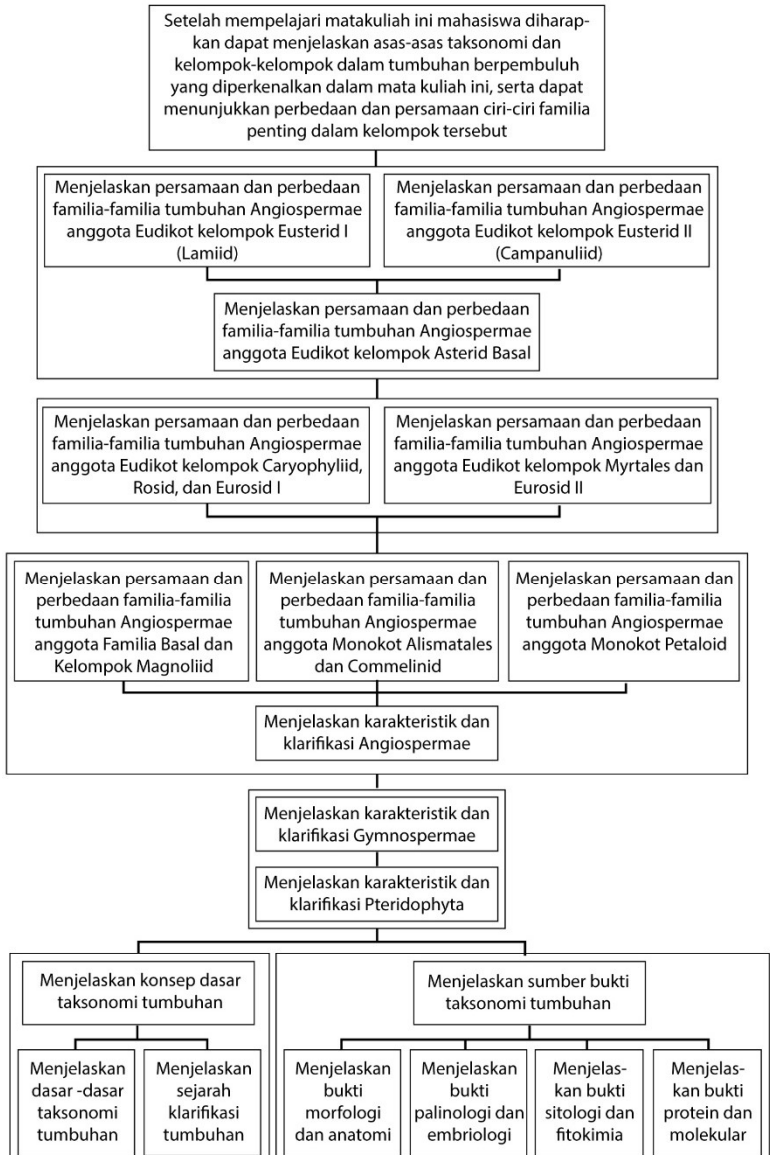 Setelah mempelajari matakuliah ini mahasiswa diharap-
kan dapat menjelaskan asas-asas taksonomi dan
kelompok-kelompok dalam tumbuhan berpembuluh
yang diperkenalkan dalam mata kuliah ini, serta dapat
menunjukkan perbedaan dan persamaan ciri-ciri familia
penting dalam kelompok tersebut
Menjelaskan persamaan dan perbedaan
familia-familia tumbuhan Angiospermae
anggota Eudikot kelompok Eusterid I
(Lamiid)
Menjelaskan persamaan dan perbedaan
familia-familia tumbuhan Angiospermae
anggota Eudikot kelompok Eusterid II
(Campanuliid)
Menjelaskan persamaan dan perbedaan
familia-familia tumbuhan Angiospermae
anggota Eudikot kelompok Asterid Basal
Menjelaskan persamaan dan perbedaan
familia-familia tumbuhan Angiospermae
anggota Eudikot kelompok Caryophyliid,
Rosid, dan Eurosid I
Menjelaskan persamaan dan perbedaan
familia-familia tumbuhan Angiospermae
anggota Eudikot kelompok Myrtales dan
Eurosid II
Menjelaskan persamaan dan
perbedaan familia-familia
tumbuhan Angiospermae
anggota Familia Basal dan
Kelompok Magnoliid
Menjelaskan persamaan dan
perbedaan familia-familia
tumbuhan Angiospermae
anggota Monokot Alismatales
dan Commelinid
Menjelaskan persamaan dan
perbedaan familia-familia
tumbuhan Angiospermae
anggota Monokot Petaloid
Menjelaskan karakteristik dan
klarifikasi Angiospermae
Menjelaskan karakteristik dan
klarifikasi Gymnospermae
Menjelaskan karakteristik dan
klarifikasi Pteridophyta
Menjelaskan konsep dasar
taksonomi tumbuhan
Menjelaskan sumber bukti
taksonomi tumbuhan
Menjelaskan
dasar -dasar
taksonomi
tumbuhan
Menjelaskan
sejarah
klarifikasi
tumbuhan
Menjelaskan
bukti
morfologi
dan anatomi
Menjelaskan
bukti
palinologi dan
embriologi
Menjelas-
kan bukti
sitologi dan
fitokimia
Menjelas-
kan bukti
protein dan
molekular